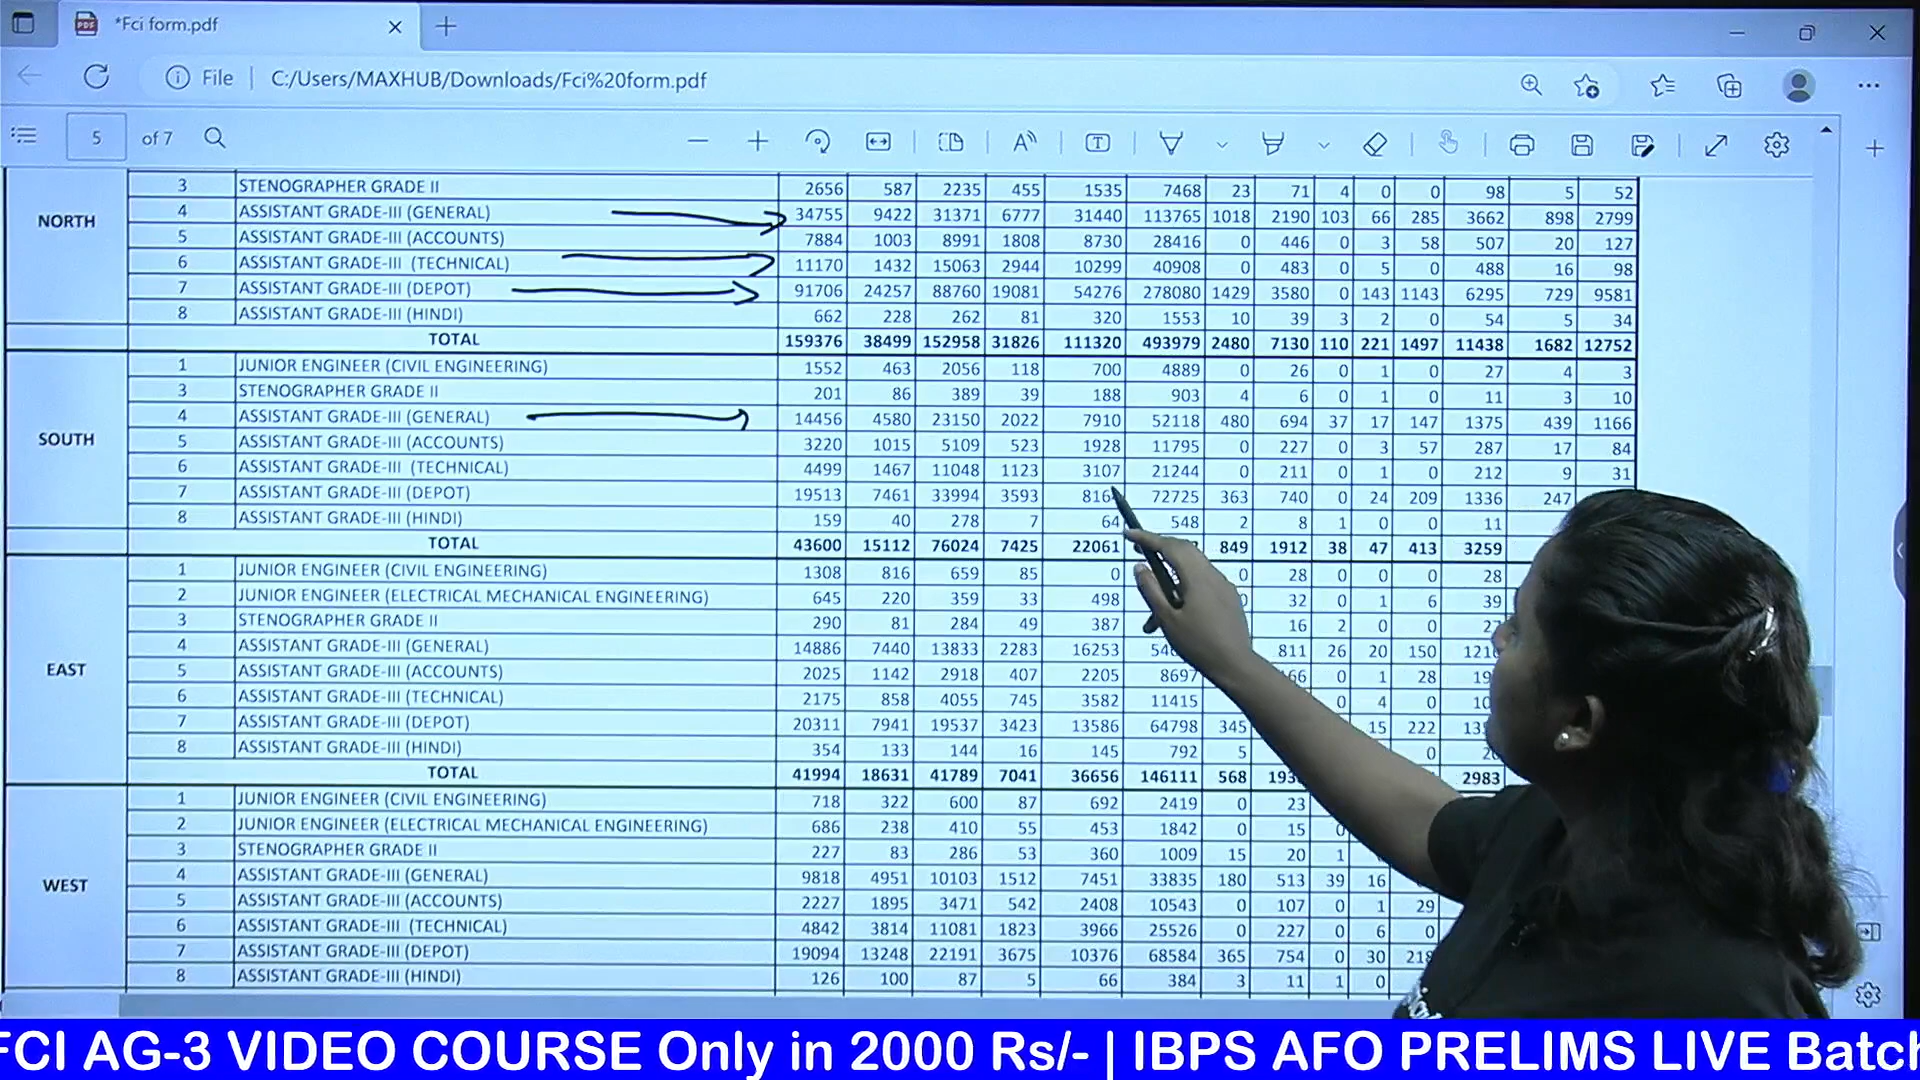 *Fci form.pdf
File C:/Users/MAXHUB/Downloads/Fci%20form.pdf
5 of 7
NORTH
3 STENOGRAPHER GRADE II 2656 587 2235 455 1535 7468 23 71 4 0 0 98 5 52
4 ASSISTANT GRADE-III (GENERAL) 34755 9422 31371 6777 31440 113765 1018 2190 103 66 285 3662 898 2799
5 ASSISTANT GRADE-III (ACCOUNTS) 7884 1003 8991 1808 8730 28416 0 446 0 3 58 507 20 127
6 ASSISTANT GRADE-III (TECHNICAL) 11170 1432 15063 2944 10299 40908 0 483 0 5 0 488 16 98
7 ASSISTANT GRADE-III (DEPOT) 91706 24257 88760 19081 54276 278080 1429 3580 0 143 1143 6295 729 9581
8 ASSISTANT GRADE-III (HINDI) 662 228 262 81 320 1553 10 39 3 2 0 54 5 34
TOTAL 159376 38499 152958 31826 111320 493979 2480 7130 110 221 1497 11438 1682 12752
SOUTH
1 JUNIOR ENGINEER (CIVIL ENGINEERING) 1552 463 2056 118 700 4889 0 26 0 1 0 27 4 3
3 STENOGRAPHER GRADE II 201 86 389 39 188 903 4 6 0 1 0 11 3 10
4 ASSISTANT GRADE-III (GENERAL) 14456 4580 23150 2022 7910 52118 480 694 37 17 147 1375 439 1166
5 ASSISTANT GRADE-III (ACCOUNTS) 3220 1015 5109 523 1928 11795 0 227 0 3 57 287 17 84
6 ASSISTANT GRADE-III (TECHNICAL) 4499 1467 11048 1123 3107 21244 0 211 0 1 0 212 9 31
7 ASSISTANT GRADE-III (DEPOT) 19513 7461 33994 3593 72725 363 740 0 24 209 1336 247
8 ASSISTANT GRADE-III (HINDI) 159 40 278 7 64 548 2 8 1 0 0 11
TOTAL 43600 15112 76024 7425 22061 849 1912 38 47 413 3259
EAST
1 JUNIOR ENGINEER (CIVIL ENGINEERING) 1308 816 659 85 0 0 28 0 0 0 28
2 JUNIOR ENGINEER (ELECTRICAL MECHANICAL ENGINEERING) 645 220 359 33 498 32 0 1 6 39
3 STENOGRAPHER GRADE II 290 81 284 49 387 16 2 0 0
4 ASSISTANT GRADE-III (GENERAL) 14886 7440 13833 2283 16253 811 26 20 150
5 ASSISTANT GRADE-III (ACCOUNTS) 2025 1142 2918 407 2205 8697 0 1 28
6 ASSISTANT GRADE-III (TECHNICAL) 2175 858 4055 745 3582 11415 0 4 0
7 ASSISTANT GRADE-III (DEPOT) 20311 7941 19537 3423 13586 64798 345 15 222
8 ASSISTANT GRADE-III (HINDI) 354 133 144 16 145 792 5 0
TOTAL 41994 18631 41789 7041 36656 146111 568 2983
WEST
1 JUNIOR ENGINEER (CIVIL ENGINEERING) 718 322 600 87 692 2419 0 23
2 JUNIOR ENGINEER (ELECTRICAL MECHANICAL ENGINEERING) 686 238 410 55 453 1842 0 15 0
3 STENOGRAPHER GRADE II 227 83 286 53 360 1009 15 20 1
4 ASSISTANT GRADE-III (GENERAL) 9818 4951 10103 1512 7451 33835 180 513 39 16
5 ASSISTANT GRADE-III (ACCOUNTS) 2227 1895 3471 542 2408 10543 0 107 0 1 29
6 ASSISTANT GRADE-III (TECHNICAL) 4842 3814 11081 1823 3966 25526 0 227 0 6 0
7 ASSISTANT GRADE-III (DEPOT) 19094 13248 22191 3675 10376 68584 365 754 0 30
8 ASSISTANT GRADE-III (HINDI) 126 100 87 5 66 384 3 11 1 0
FCI AG-3 VIDEO COURSE Only in 2000 Rs/- | IBPS AFO PRELIMS LIVE Batch